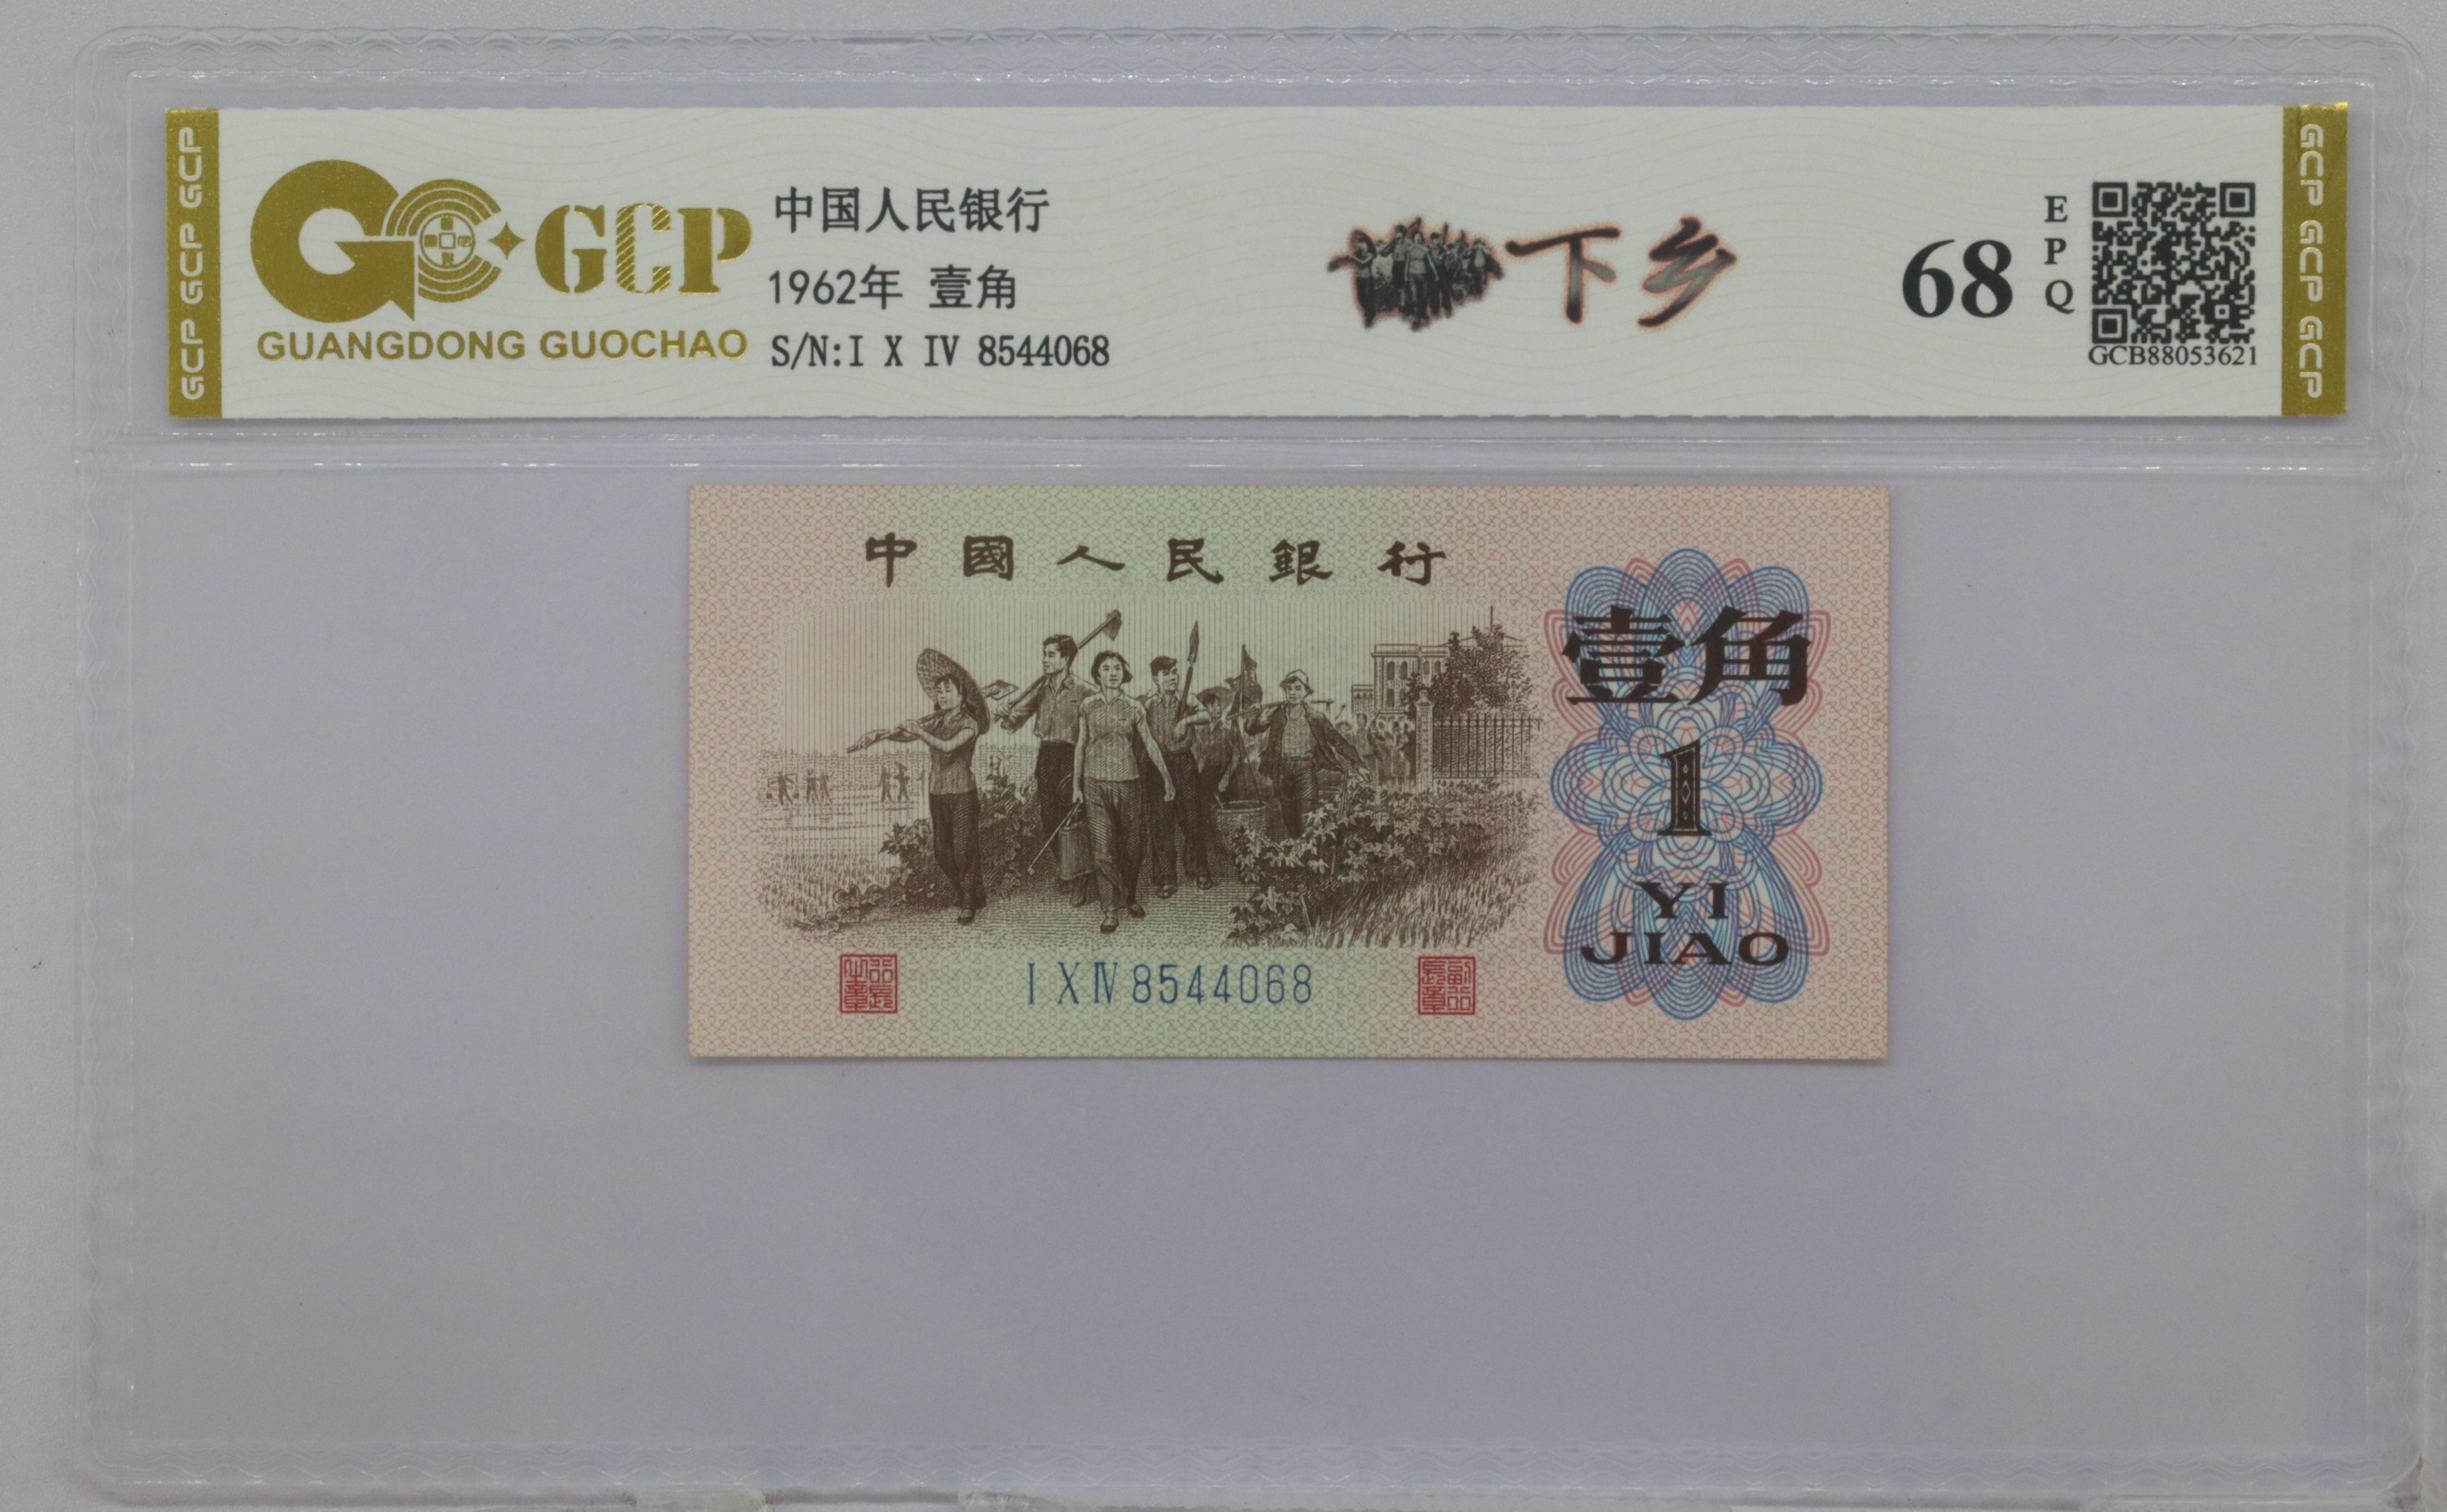 GCP GCP GCP
GCP
GUANGDONG GUOCHAO
中国人民银行
1962年 壹角
S/N:I X IV 8544068
下乡
68
EPQ
GCB88053621
GCP GCP GCP
中國人民銀行
壹角
1
YI
JIAO
I X IV 8544068